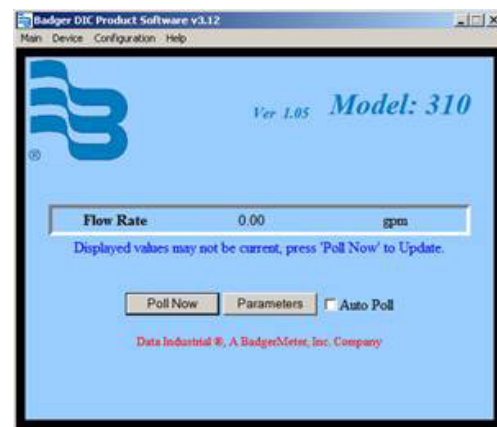 Badger DIC Product Software v3.12
Main Device Configuration Help
Ver 1.05 Model: 310
®
Flow Rate 0.00 gpm
Displayed values may not be current, press 'Poll Now' to Update.
Poll Now Parameters Auto Poll
Data Industrial ®, A BadgerMeter, Inc. Company